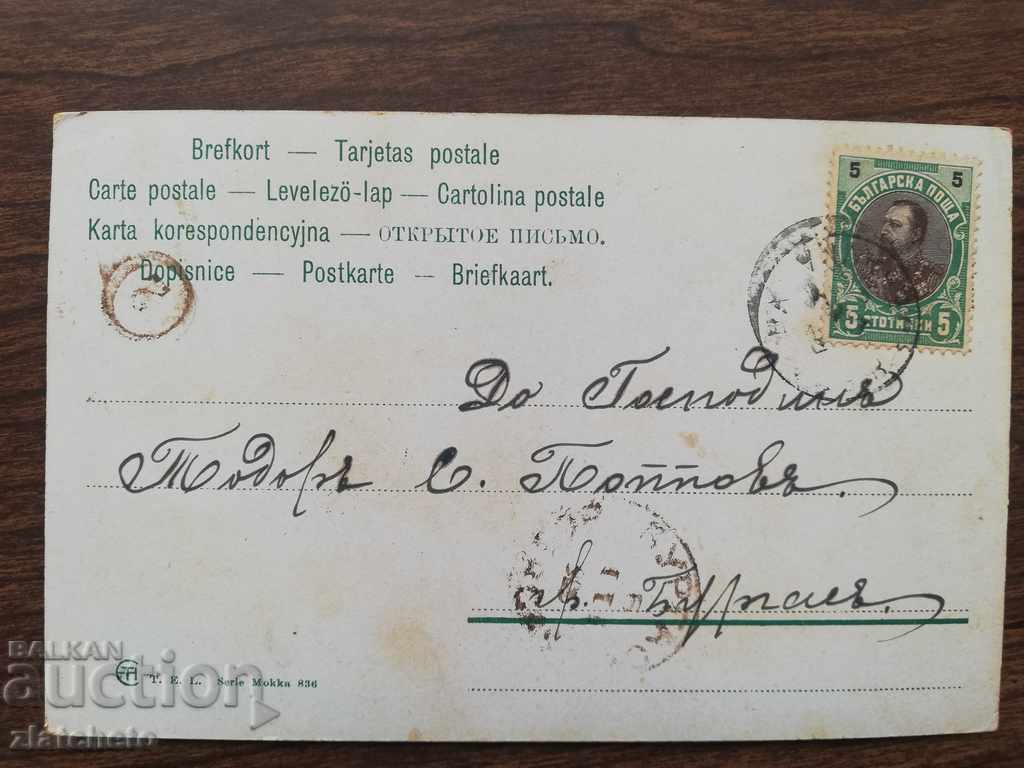 Brefkort — Tarjetas postale
Carte postale — Levelezö-lap — Cartolina postale
Karta korespondencyjna — ОТКРЫТОЕ ПИСЬМО.
Dopisnice — Postkarte — Briefkaart.
5 5
БЪЛГАРСКА ПОЩА
5 СТОТИНКИ 5
До Господинъ
Тодоръ С. Поповъ.
гр. Бургасъ.
T. E. L. Serie Mokka 836
BALKAN
auction
zlatcheto